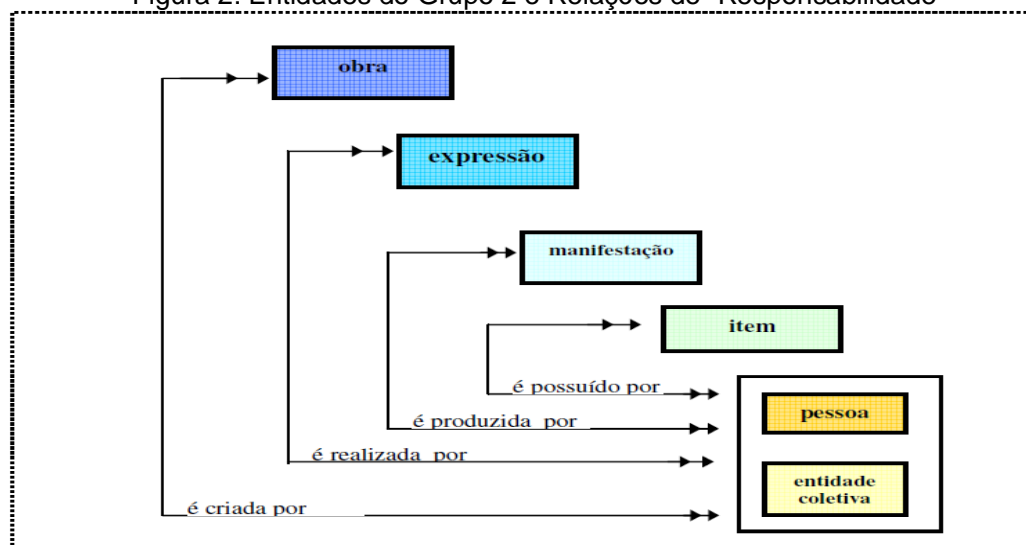 Figura 2: Entidades do Grupo 2 e Relações de "Responsabilidade"
obra
expressão
manifestação
item
é possuído por
pessoa
é produzida por
é realizada por
entidade
coletiva
é criada por